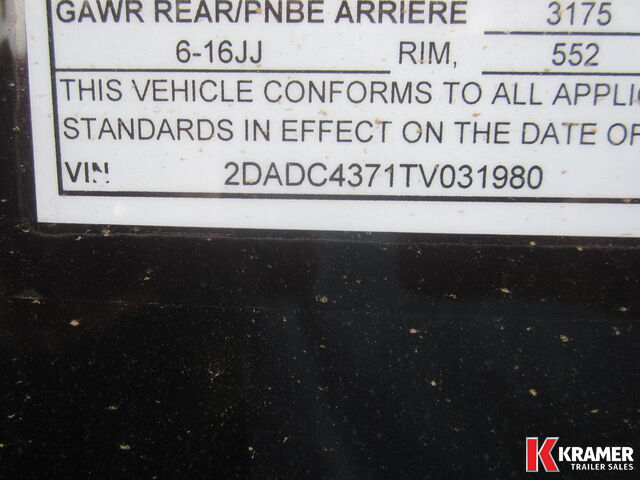 GAWR REAR/PNBE ARRIERE 3175
6-16JJ RIM, 552
THIS VEHICLE CONFORMS TO ALL
STANDARDS IN EFFECT ON THE DATE OF
VIN 2DADC4371TV031980
K KRAMER
TRAILER SALES